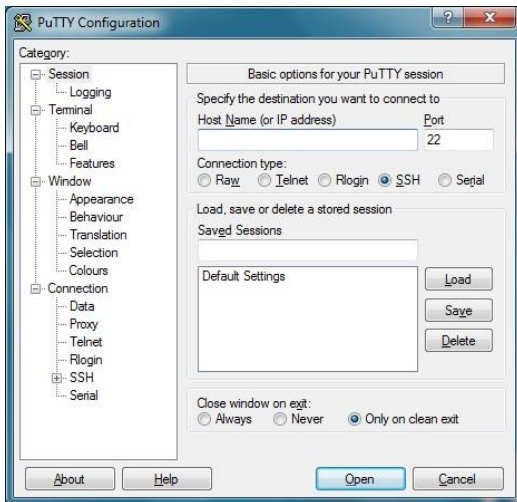 PuTTY Configuration
?
X
Category:
Session
Logging
Terminal
Keyboard
Bell
Features
Window
Appearance
Behaviour
Translation
Selection
Colours
Connection
Data
Proxy
Telnet
Rlogin
SSH
Serial
Basic options for your PuTTY session
Specify the destination you want to connect to
Host Name (or IP address) Port
22
Connection type:
Raw Telnet Rlogin SSH Serial
Load, save or delete a stored session
Saved Sessions
Default Settings
Load
Save
Delete
Close window on exit:
Always Never Only on clean exit
About Help Open Cancel